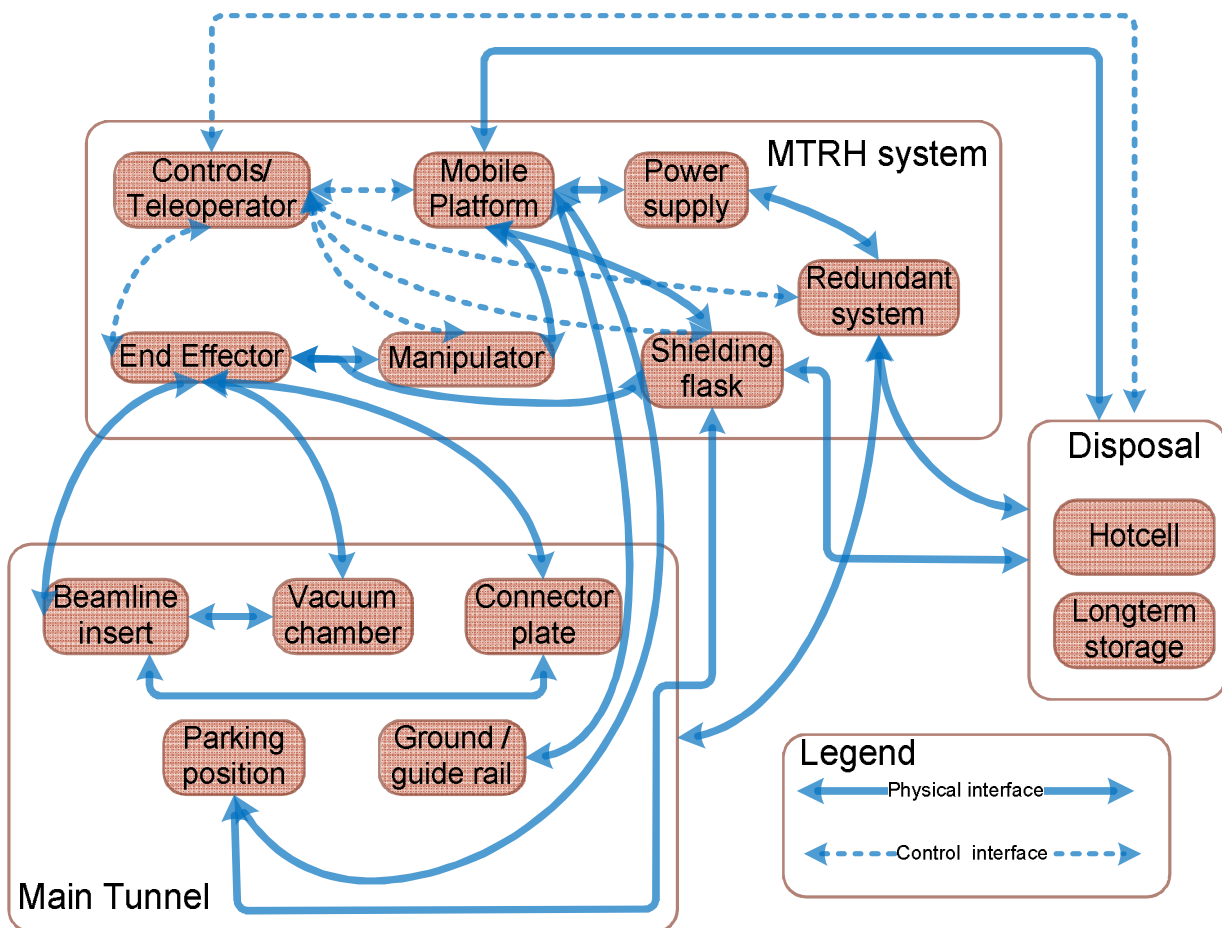 MTRH system
Controls/
Teleoperator
Mobile
Platform
Power
supply
Redundant
system
End Effector
Manipulator
Shielding
flask
Disposal
Hotcell
Longterm
storage
Beamline
insert
Vacuum
chamber
Connector
plate
Parking
position
Ground /
guide rail
Main Tunnel
Legend
Physical interface
Control interface